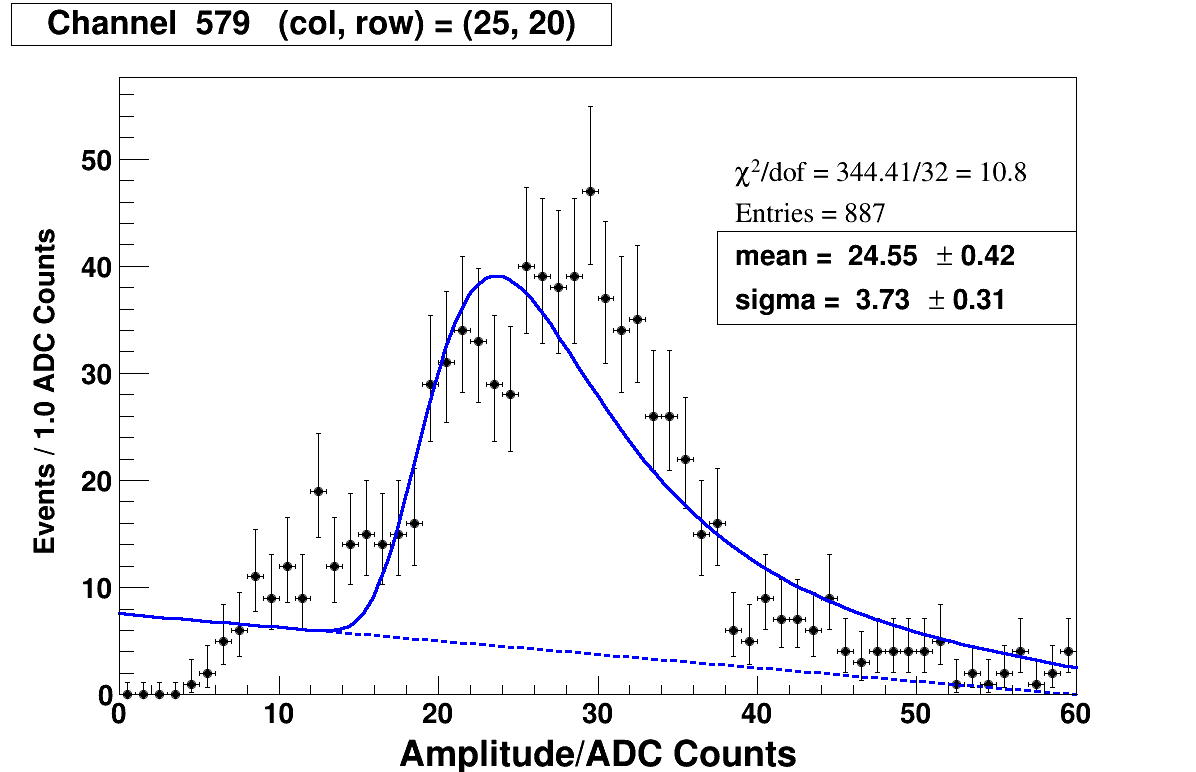 Channel 579 (col, row) = (25, 20)
χ²/dof = 344.41/32 = 10.8
Entries = 887
mean = 24.55 ± 0.42
sigma = 3.73 ± 0.31
Events / 1.0 ADC Counts
50
40
30
20
10
0
0 10 20 30 40 50 60
Amplitude/ADC Counts